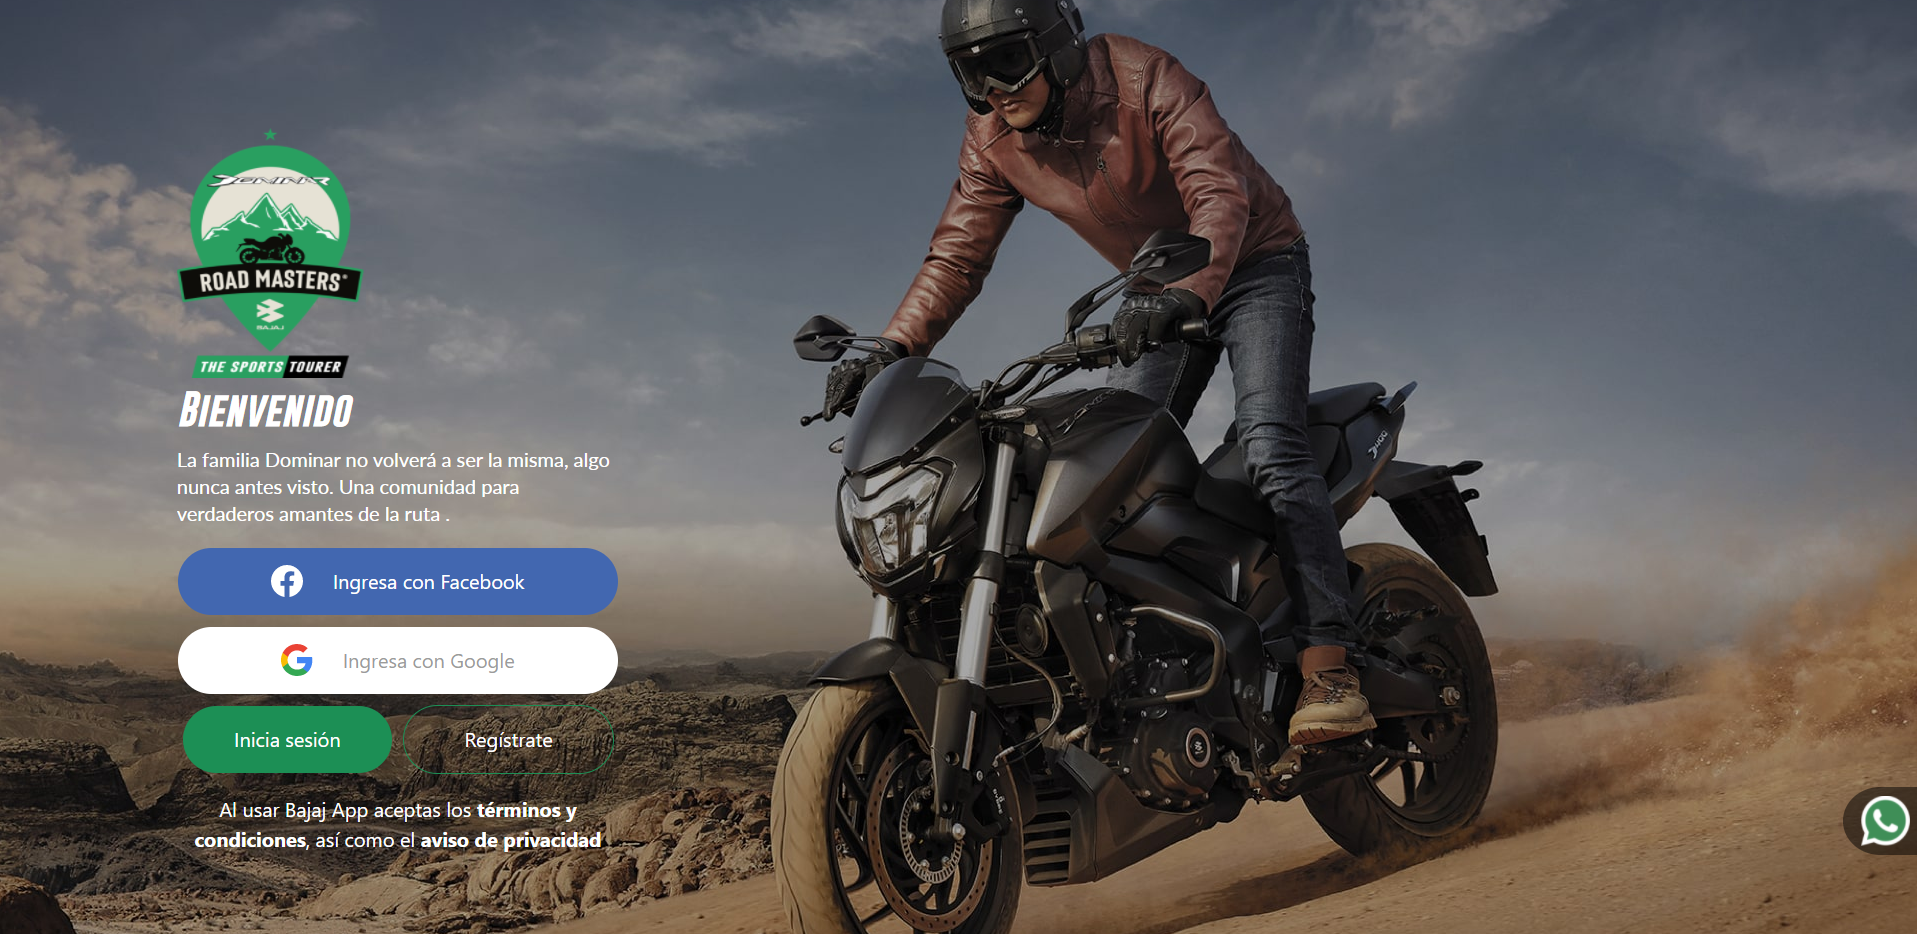 DOMINAR
ROAD MASTERS®
BAJAJ
THE SPORTS TOURER
BIENVENIDO
La familia Dominar no volverá a ser la misma, algo
nunca antes visto. Una comunidad para
verdaderos amantes de la ruta .
Ingresa con Facebook
Ingresa con Google
Inicia sesión
Regístrate
Al usar Bajaj App aceptas los términos y
condiciones, así como el aviso de privacidad